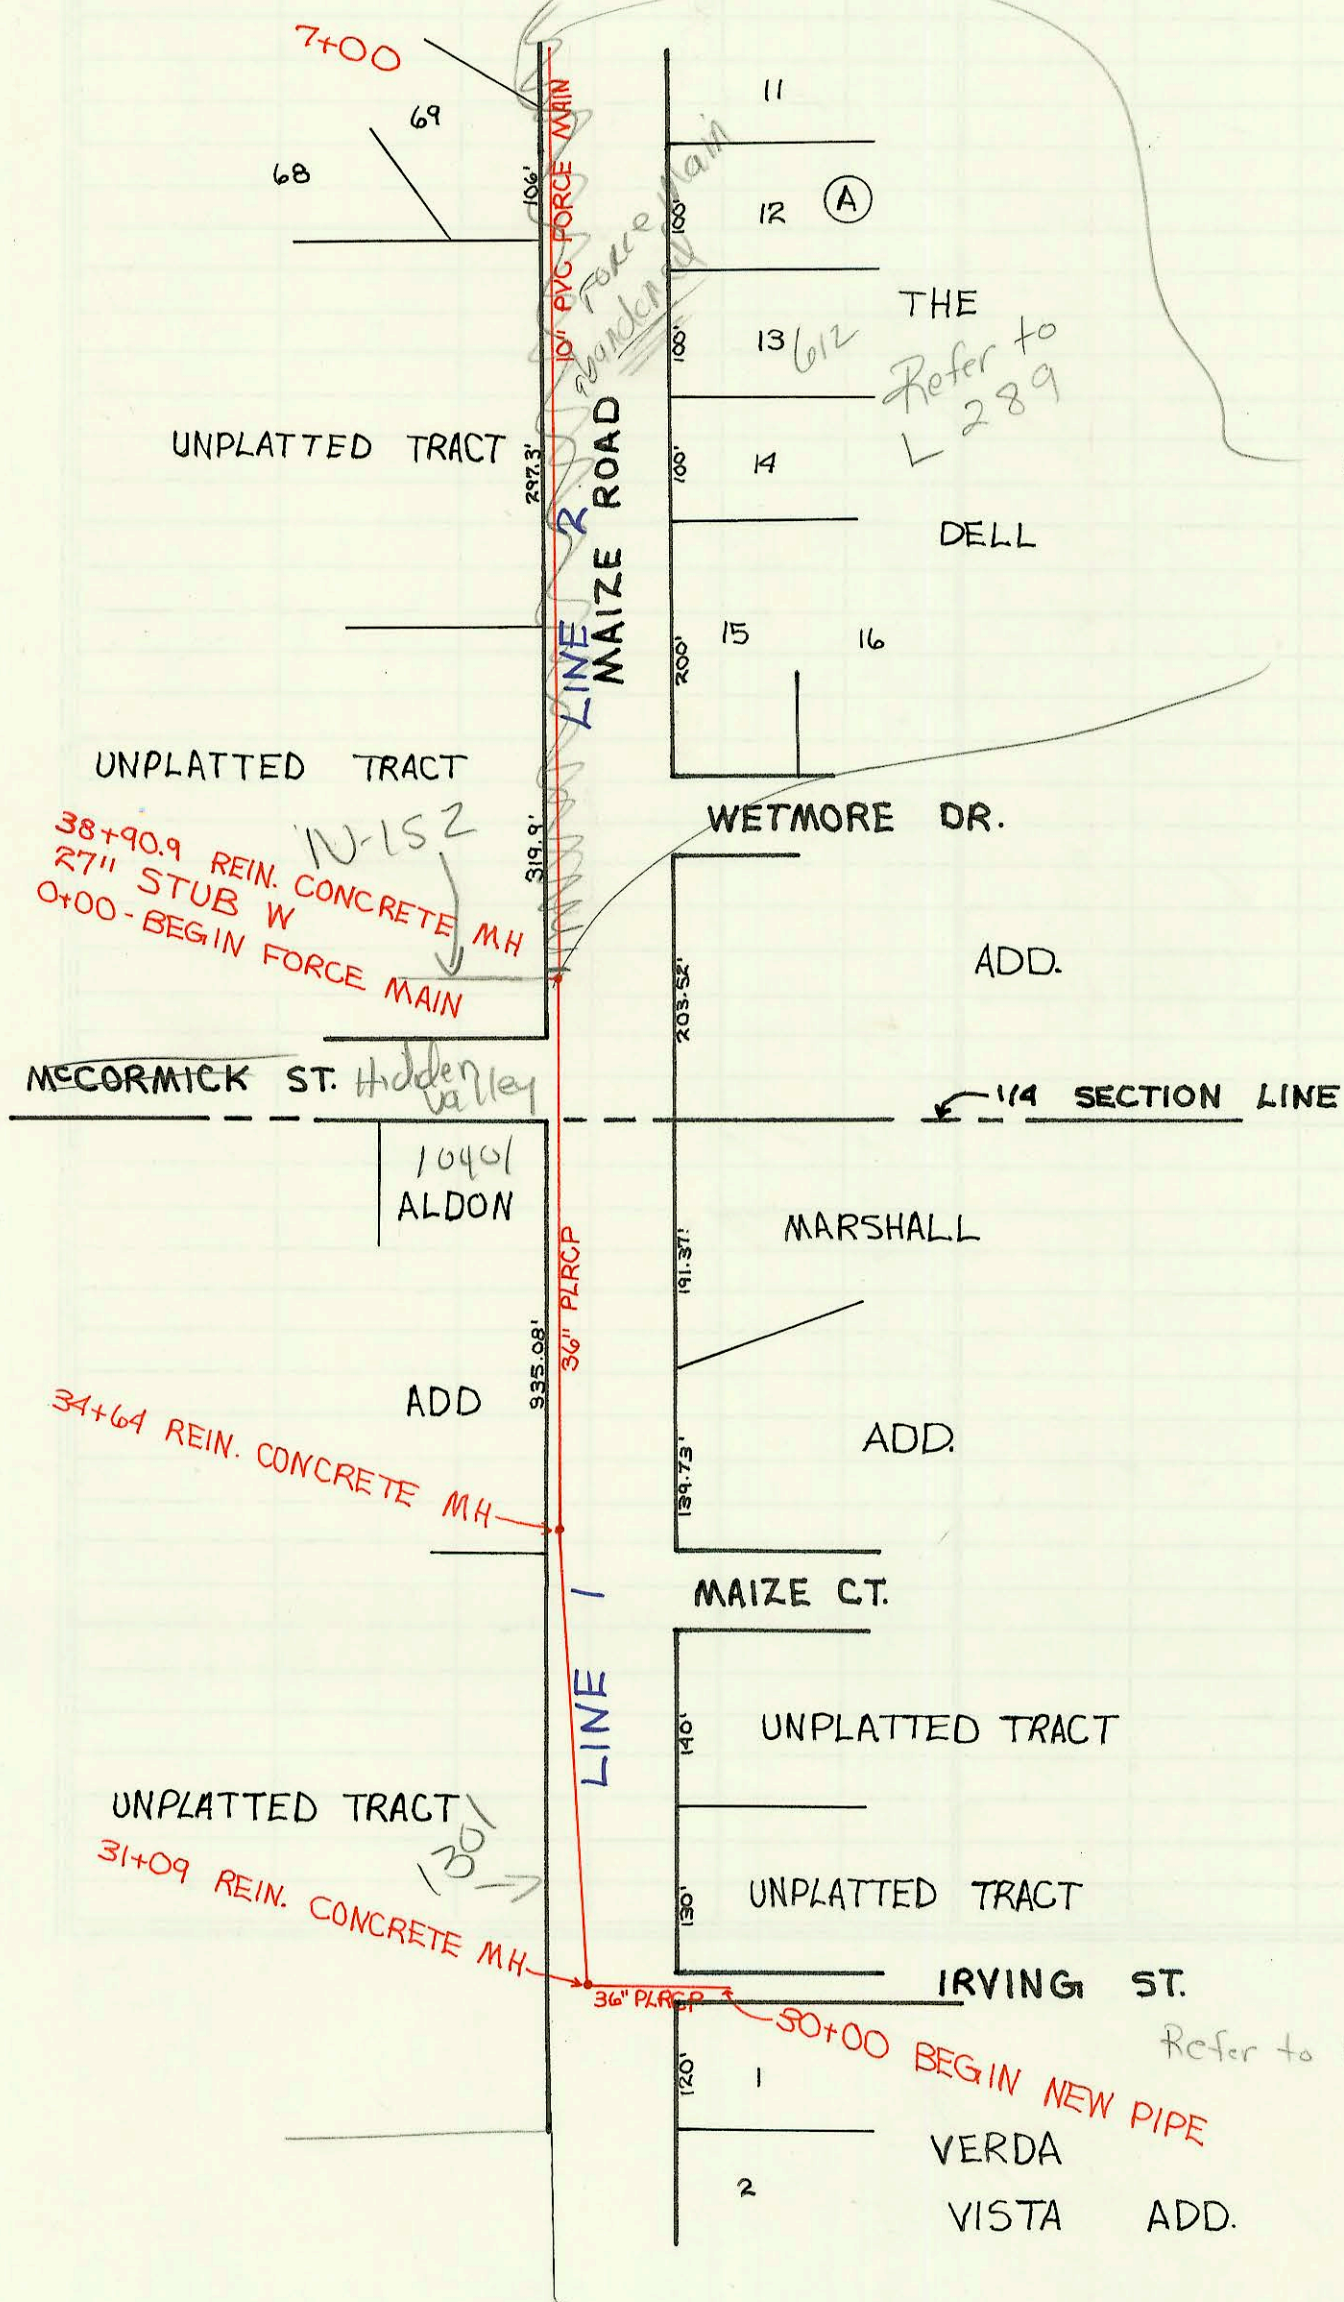 7+00
69
68
106'
10" PVC FORCE MAIN
Force Main
abandoned
11
12 A
100'
THE
13 612
100'
Refer to
L 289
14
100'
DELL
UNPLATTED TRACT
297.3'
LINE 2
MAIZE ROAD
15 16
200'
UNPLATTED TRACT
319.9'
WETMORE DR.
N-152
38+90.9 REIN. CONCRETE MH
27" STUB W
0+00 - BEGIN FORCE MAIN
203.52'
ADD.
McCORMICK ST. Hidden
Valley
1/4 SECTION LINE
10401
ALDON
36" PLRCP
MARSHALL
191.37'
ADD
935.08'
34+64 REIN. CONCRETE MH
ADD.
139.73'
MAIZE CT.
LINE 1
140'
UNPLATTED TRACT
UNPLATTED TRACT
1301
130'
UNPLATTED TRACT
31+09 REIN. CONCRETE MH
36" PLRCP
IRVING ST.
30+00 BEGIN NEW PIPE
Refer to
120'
1
VERDA
2
VISTA ADD.